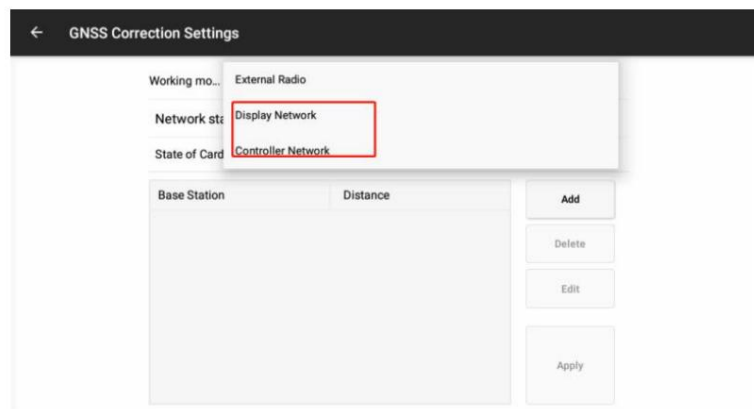 GNSS Correction Settings
Working mo...
External Radio
Network sta
Display Network
State of Card
Controller Network
Base Station
Distance
Add
Delete
Edit
Apply